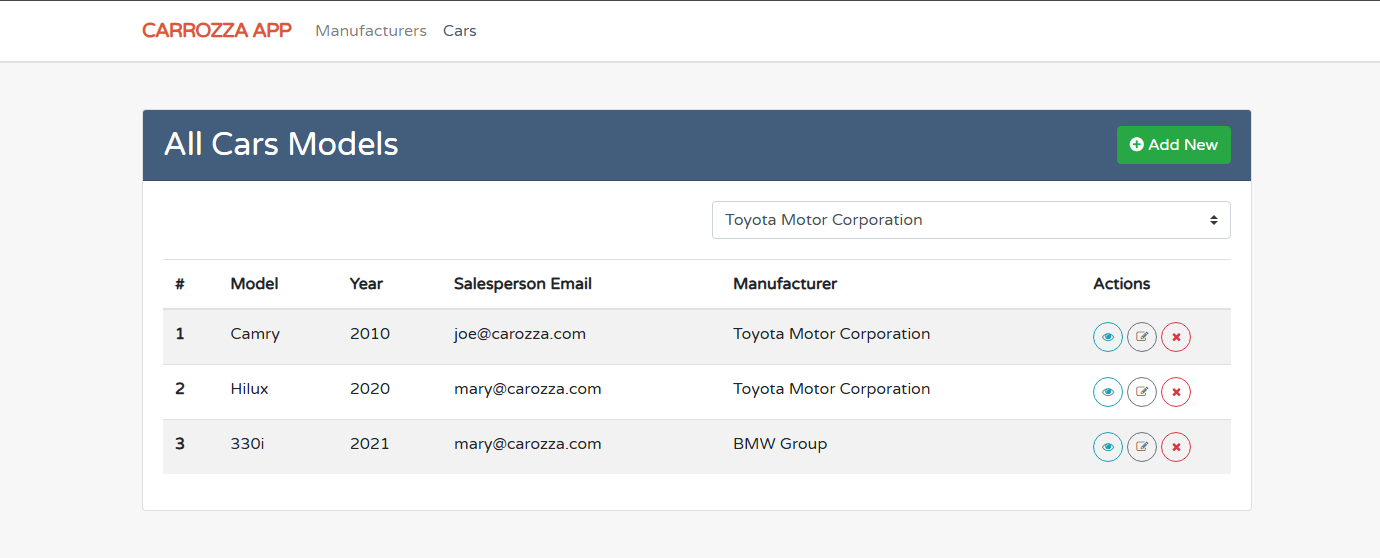 CARROZZA APP Manufacturers Cars
All Cars Models Add New
Toyota Motor Corporation
# Model Year Salesperson Email Manufacturer Actions
1 Camry 2010 joe@carozza.com Toyota Motor Corporation
2 Hilux 2020 mary@carozza.com Toyota Motor Corporation
3 330i 2021 mary@carozza.com BMW Group